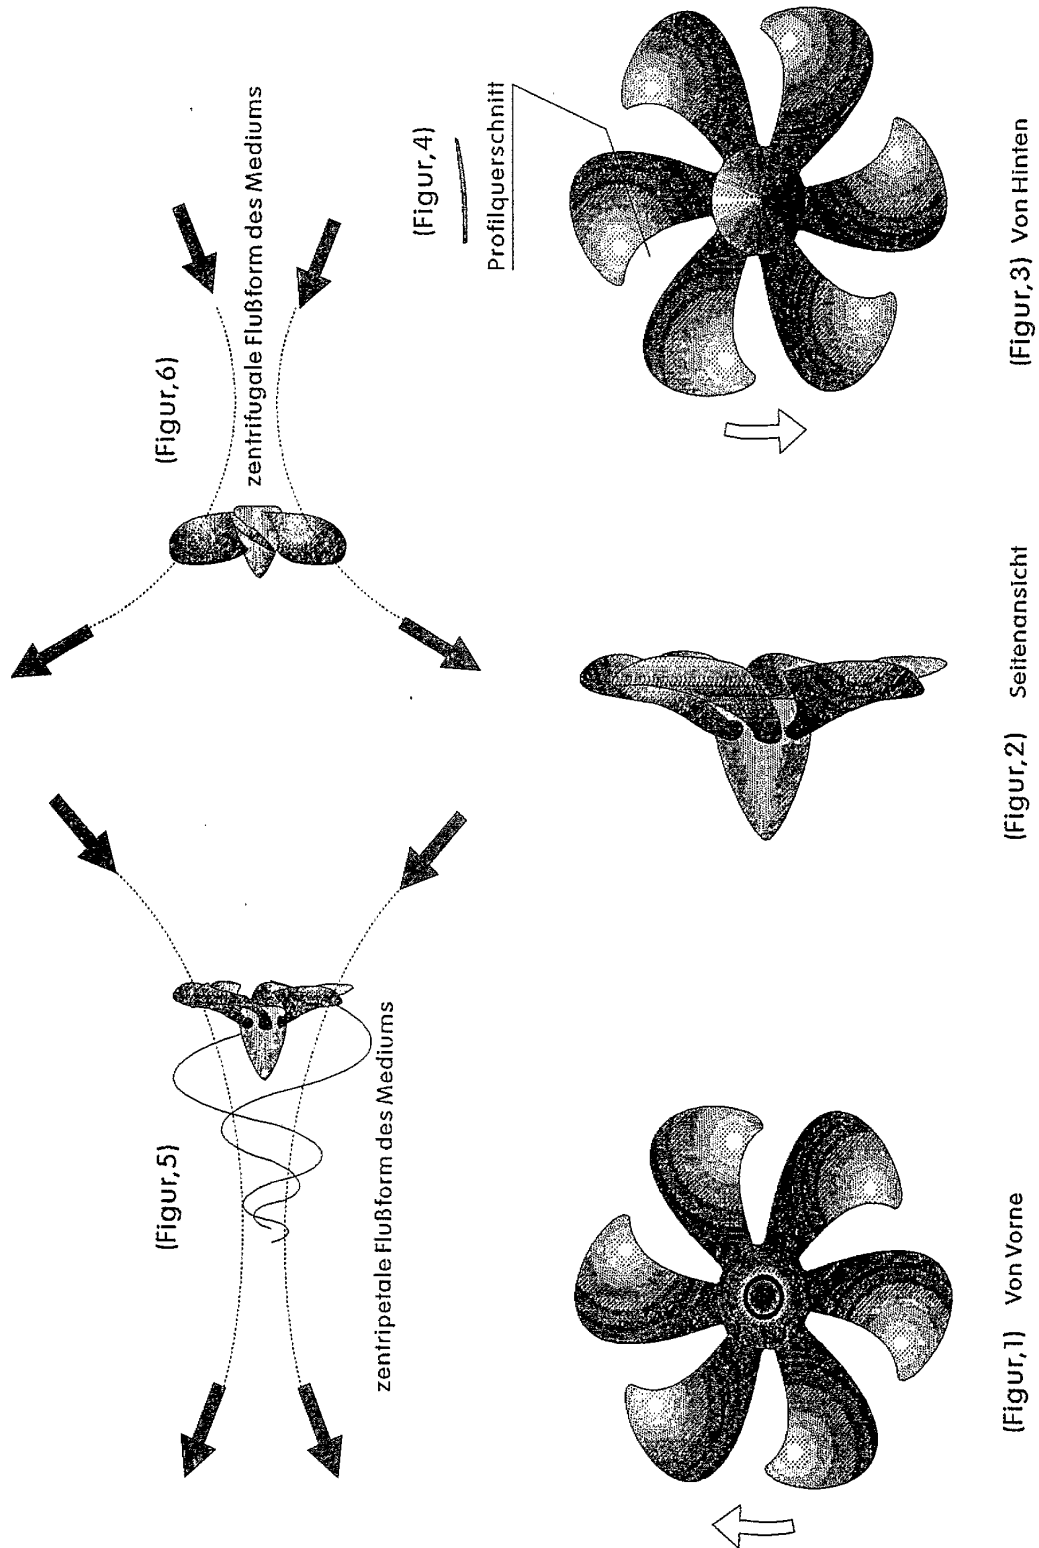 (Figur,5)
zentripetale Flußform des Mediums
(Figur,6)
zentrifugale Flußform des Mediums
(Figur,4)
Profilquerschnitt
(Figur,1) Von Vorne
(Figur,2) Seitenansicht
(Figur,3) Von Hinten